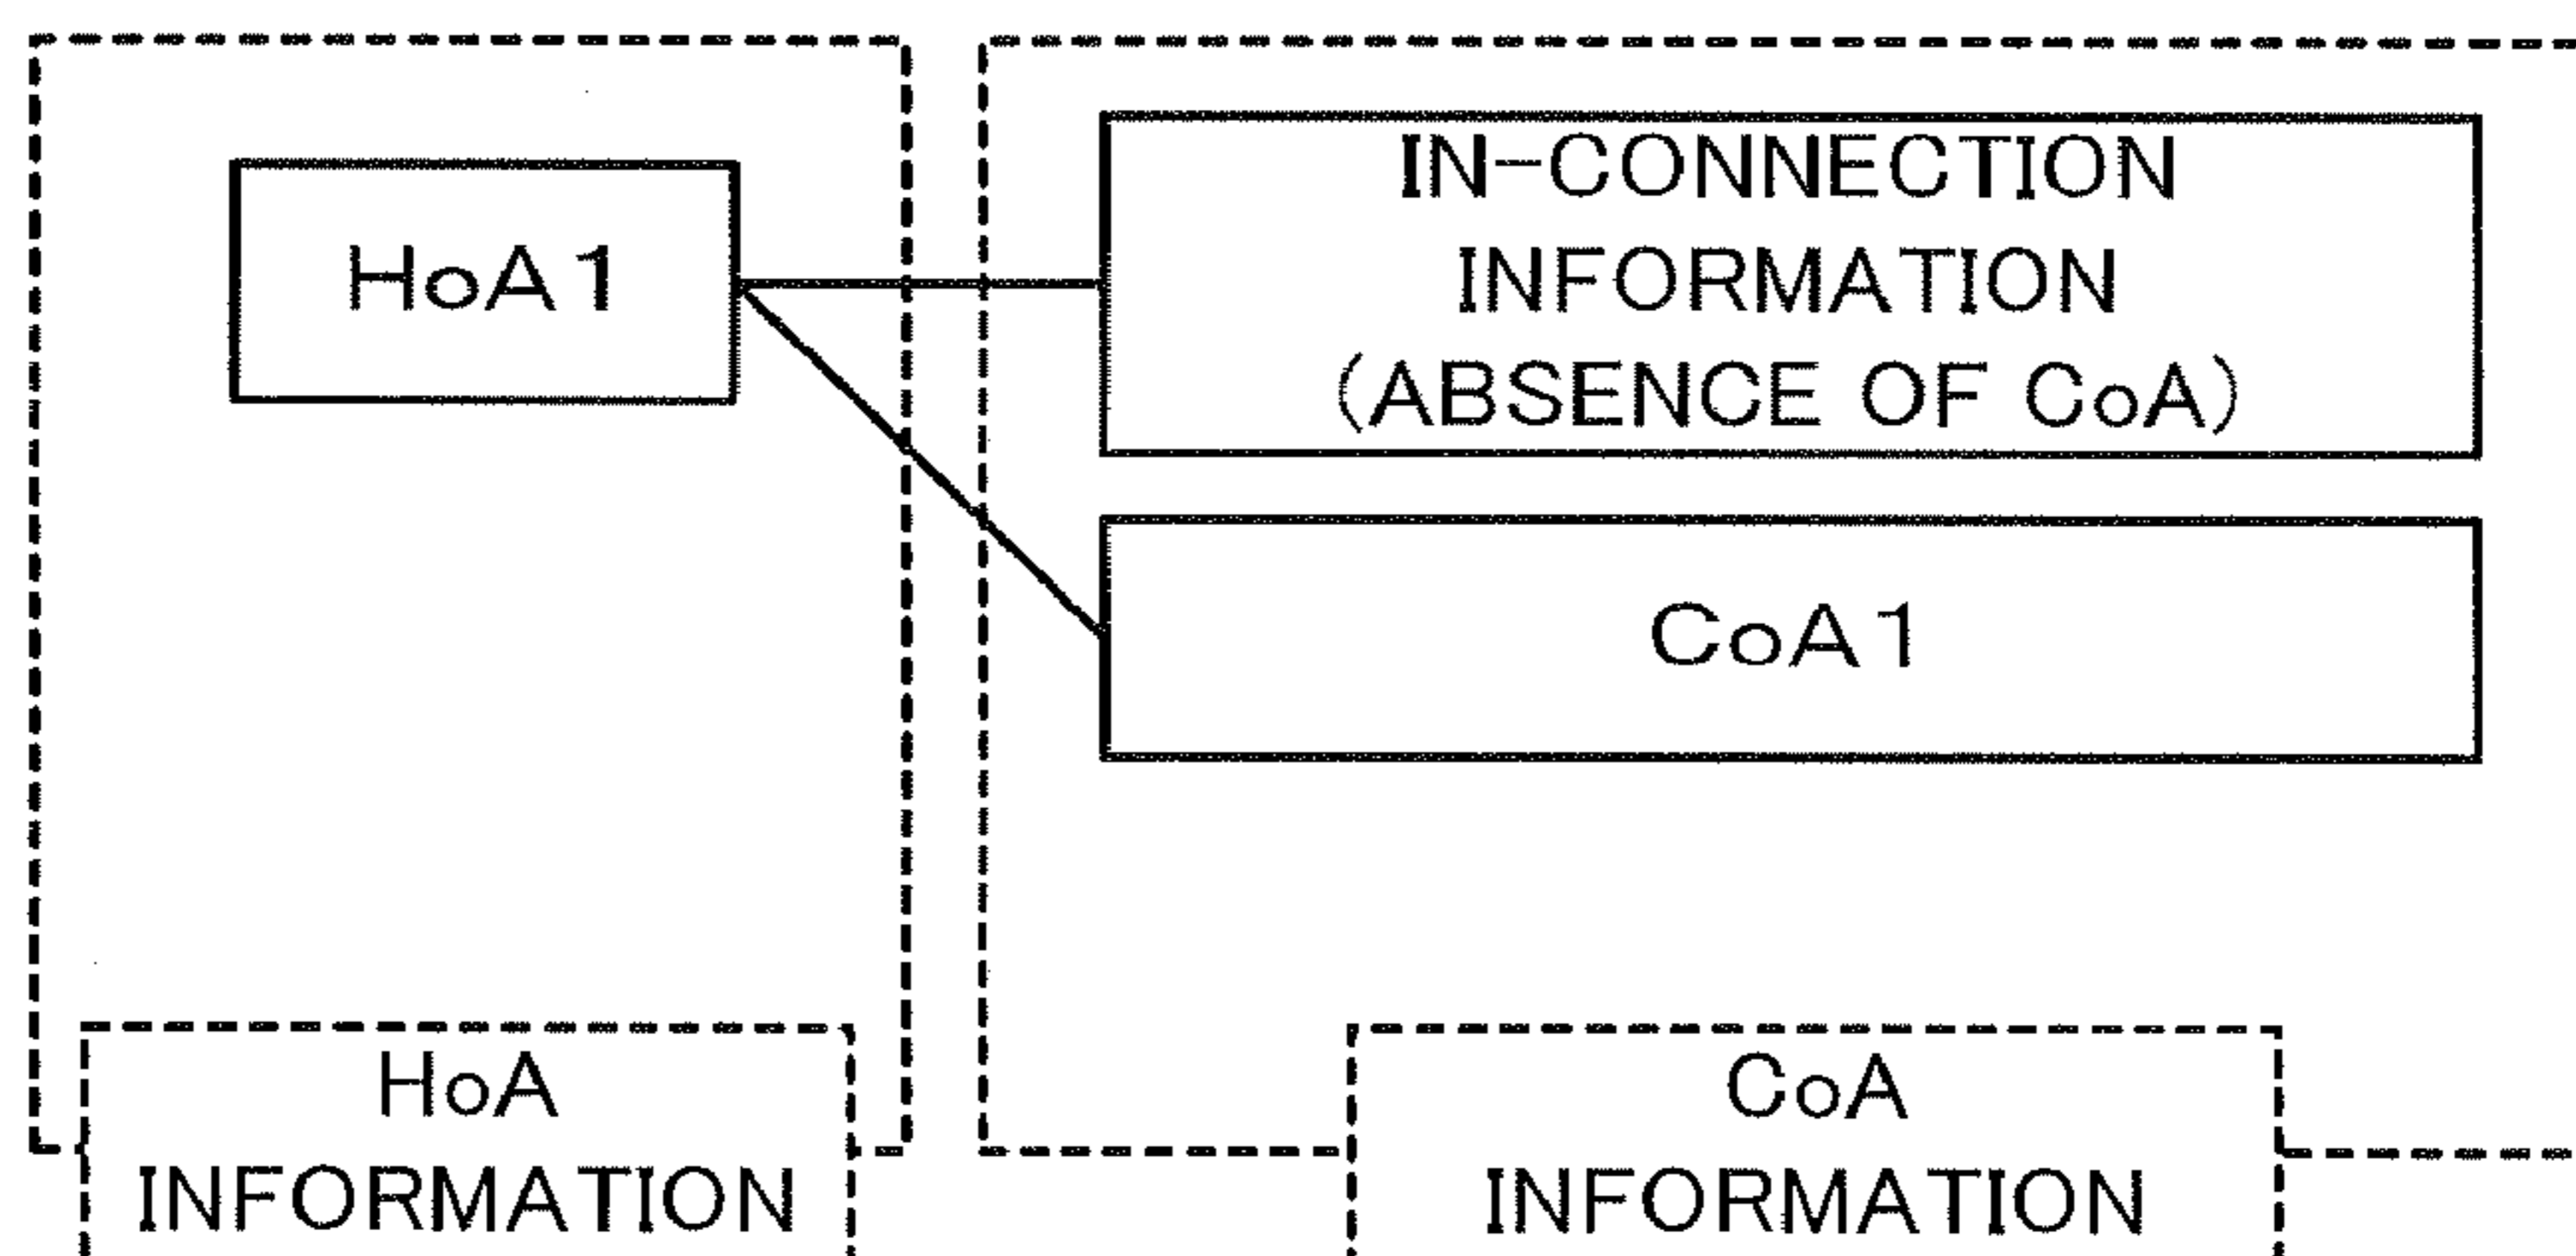 HoA1
IN-CONNECTION
INFORMATION
(ABSENCE OF CoA)
CoA1
HoA
INFORMATION
CoA
INFORMATION